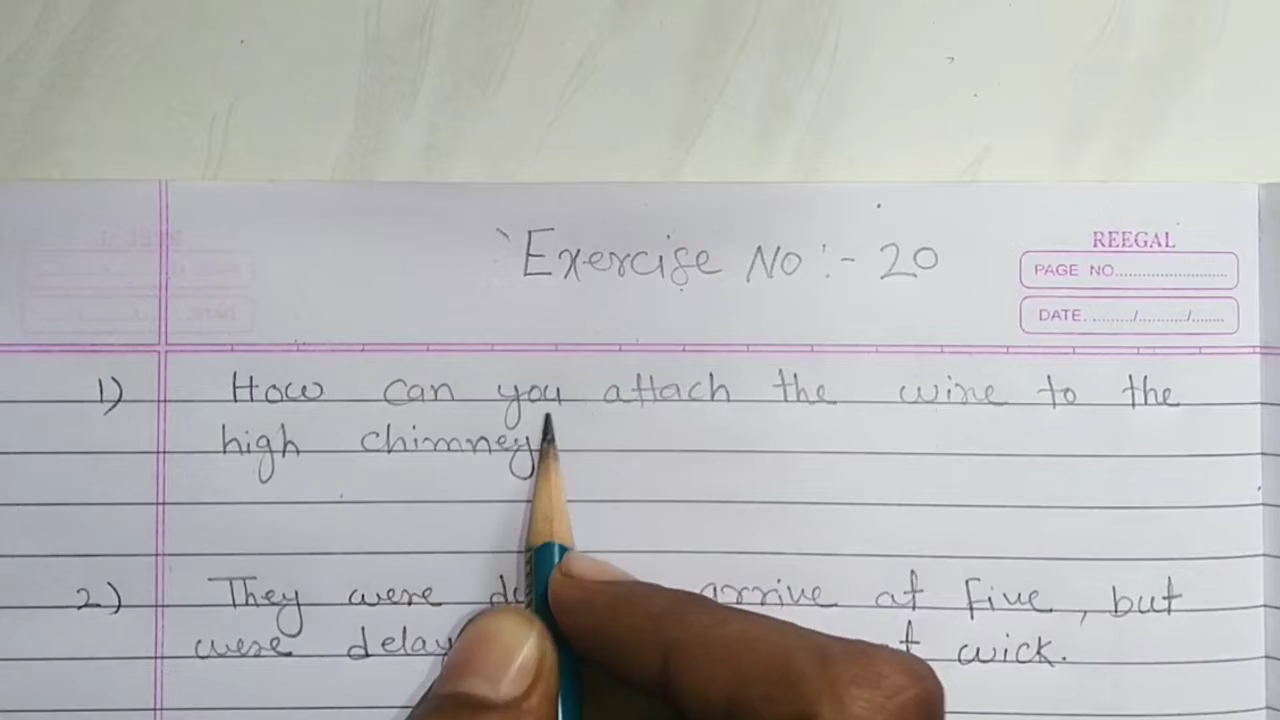 Exercise No :- 20
REEGAL
PAGE NO.
DATE. / /
1) How can you attach the wire to the
high chimney
2) They were arrive at Five, but
were wick.